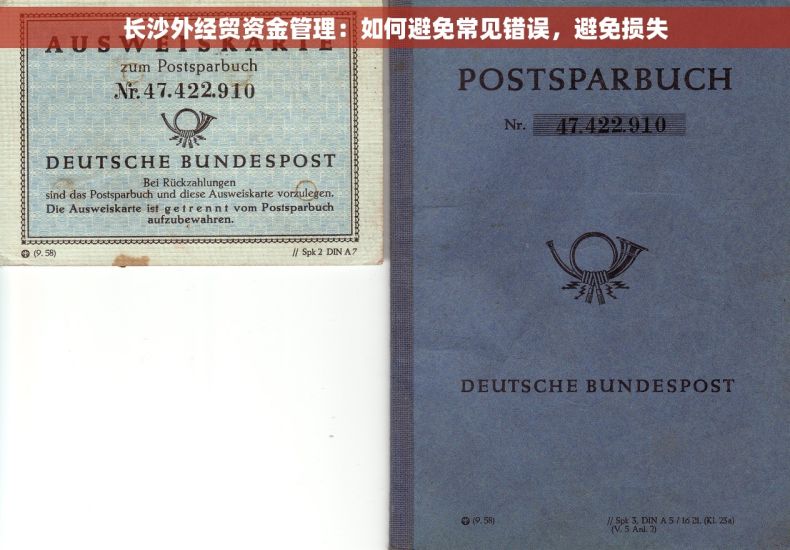 长沙外经贸资金管理：如何避免常见错误，避免损失
AUSWEISKARTE
zum Postsparbuch
Nr. 47.422.910
DEUTSCHE BUNDESPOST
Bei Rückzahlungen
sind das Postsparbuch und diese Ausweiskarte vorzulegen.
Die Ausweiskarte ist getrennt vom Postsparbuch
aufzubewahren.
(9. 58)
// Spk 2 DIN A 7
POSTSPARBUCH
Nr. 47.422.910
DEUTSCHE BUNDESPOST
(9. 58)
// Spk 3, DIN A 5 / 16 Bl. (Kl. 23a)
(V. 5 Anl. 2)